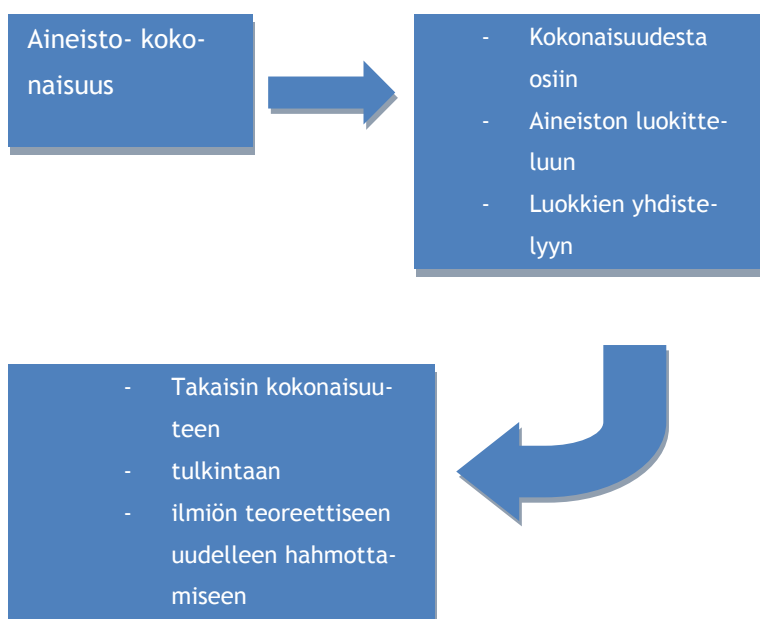 Aineisto- koko-
naisuus
- Kokonaisuudesta
osiin
- Aineiston luokitte-
luun
- Luokkien yhdiste-
lyyn
- Takaisin kokonaisuu-
teen
- tulkintaan
- ilmiön teoreettiseen
uudelleen hahmotta-
miseen